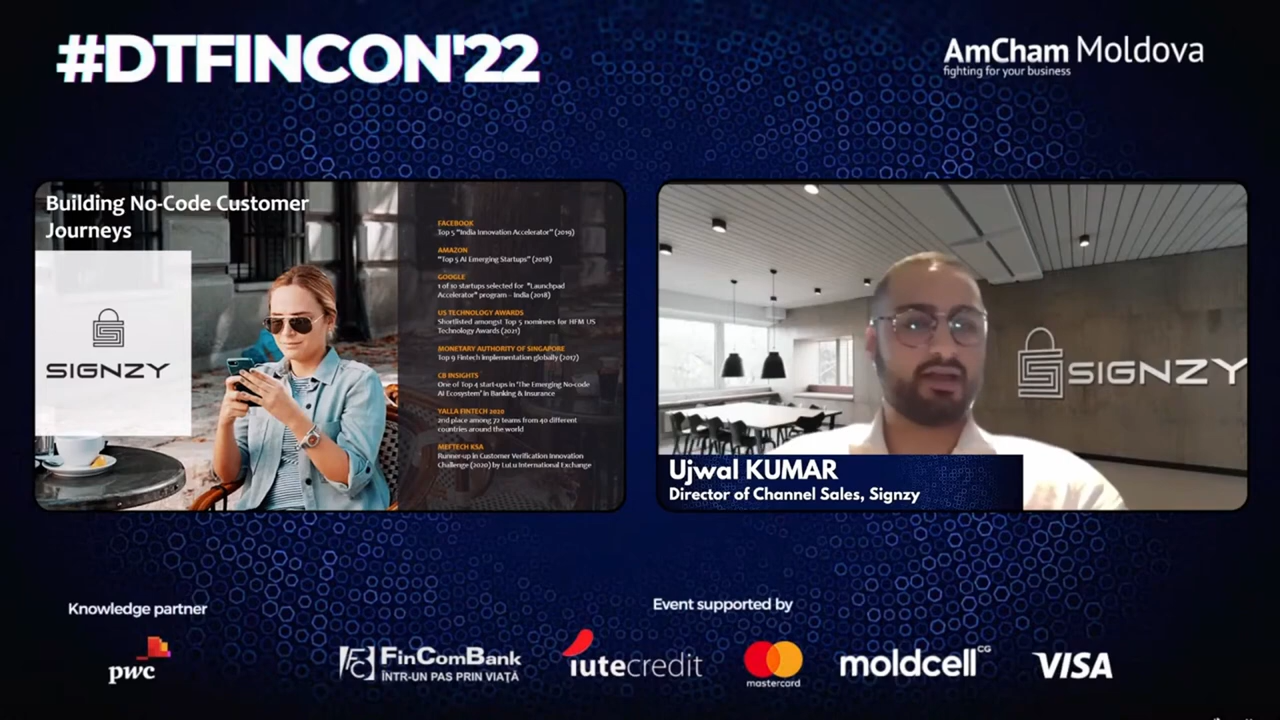 #DTFINCON'22
AmCham Moldova
fighting for your business
Building No-Code Customer
Journeys
SIGNZY
FACEBOOK
Top 5 "India Innovation Accelerator" (2019)
AMAZON
"Top 5 AI Emerging Startups" (2018)
GOOGLE
1 of 10 startups selected for "Launchpad
Accelerator" program – India (2018)
US TECHNOLOGY AWARDS
Shortlisted amongst Top 5 nominees for HFM US
Technology Awards (2021)
MONETARY AUTHORITY OF SINGAPORE
Top 9 Fintech implementation globally (2017)
CB INSIGHTS
One of Top 4 start-ups in 'The Emerging No-code
AI Ecosystem' in Banking & Insurance
YALLA FINTECH 2020
2nd place among 72 teams from 40 different
countries around the world
MEFTECH KSA
Runner-up in Customer Verification Innovation
Challenge (2020) by LuLu International Exchange
SIGNZY
Ujwal KUMAR
Director of Channel Sales, Signzy
Knowledge partner
Event supported by
pwc
FinComBank
ÎNTR-UN PAS PRIN VIAȚĂ
iutecredit
mastercard
moldcell CG
VISA